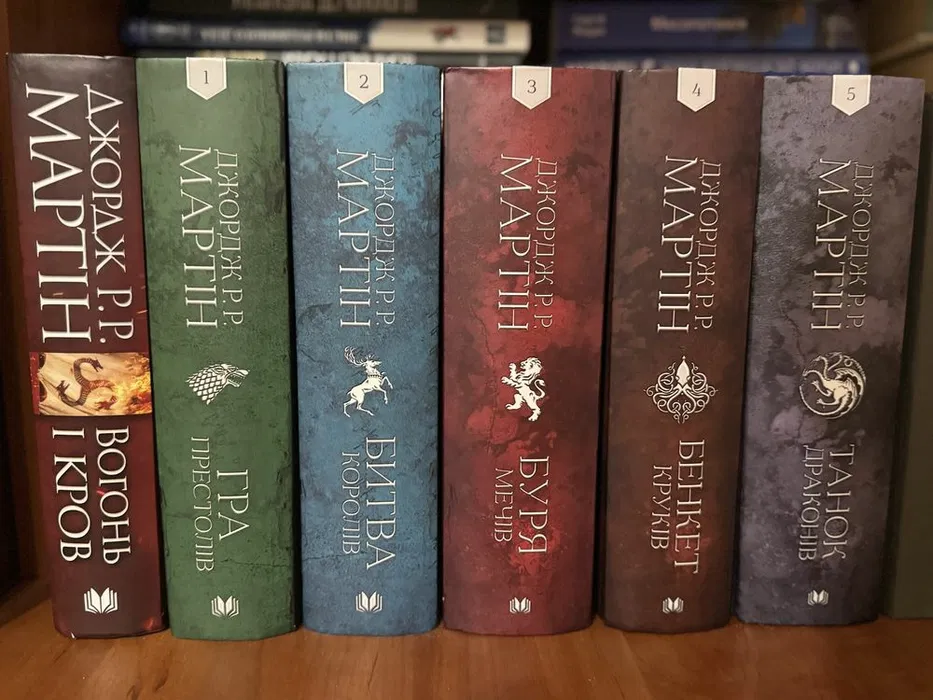 ДЖОРДЖ Р. Р.
МАРТІН
ВОГОНЬ
І КРОВ
1
ДЖОРДЖ Р. Р.
МАРТІН
ГРА
ПРЕСТОЛІВ
2
ДЖОРДЖ Р. Р.
МАРТІН
БИТВА
КОРОЛІВ
3
ДЖОРДЖ Р. Р.
МАРТІН
БУРЯ
МЕЧІВ
4
ДЖОРДЖ Р. Р.
МАРТІН
БЕНКЕТ
КРУКІВ
5
ДЖОРДЖ Р. Р.
МАРТІН
ТАНОК
ДРАКОНІВ